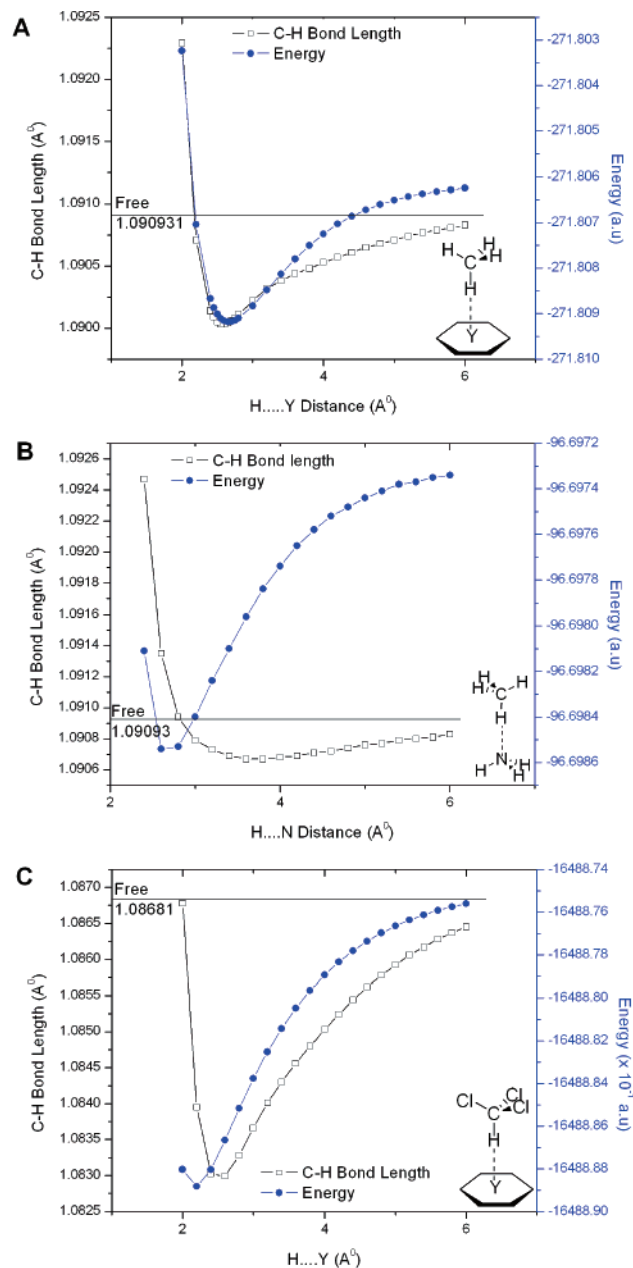 A
C-H Bond Length
Energy
1.0925
1.0920
1.0915
1.0910
1.0905
1.0900
C-H Bond Length (A⁰)
-271.803
-271.804
-271.805
-271.806
-271.807
-271.808
-271.809
-271.810
Energy (a.u)
Free
1.090931
H
H
C
H
H
Y
2
4
6
H.....Y Distance (A⁰)
B
C-H Bond length
Energy
1.0926
1.0924
1.0922
1.0920
1.0918
1.0916
1.0914
1.0912
1.0910
1.0908
1.0906
C-H Bond Length (A⁰)
-96.6972
-96.6974
-96.6976
-96.6978
-96.6980
-96.6982
-96.6984
-96.6986
Energy (a.u)
Free
1.09093
H
H
C
H
H
H
N
H
H
2
4
6
H....N Distance (A⁰)
C
1.0870
1.0865
1.0860
1.0855
1.0850
1.0845
1.0840
1.0835
1.0830
1.0825
C-H Bond Length (A⁰)
-16488.74
-16488.76
-16488.78
-16488.80
-16488.82
-16488.84
-16488.86
-16488.88
-16488.90
Energy (x 10⁻¹ a.u)
Free
1.08681
Cl
Cl
C
Cl
H
Y
C-H Bond Length
Energy
2
4
6
H....Y (A⁰)